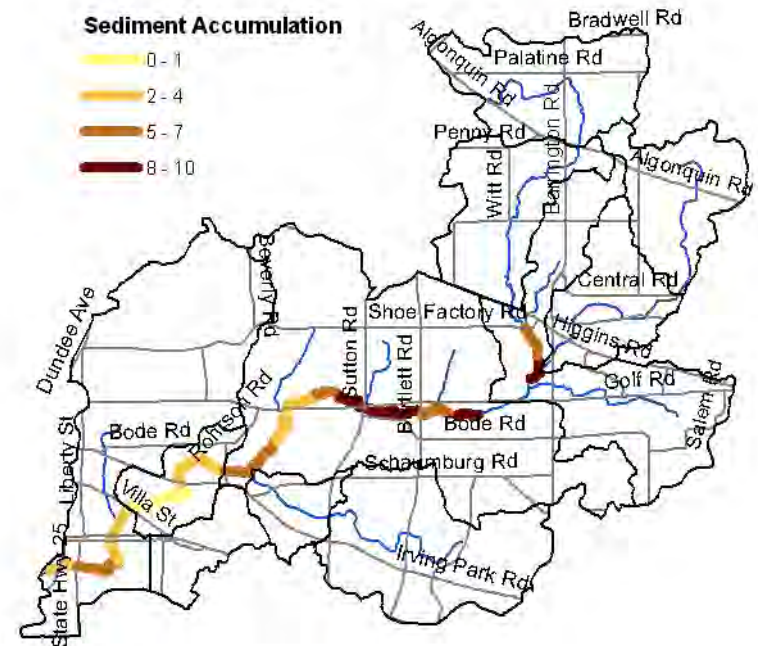 Sediment Accumulation
0 - 1
2 - 4
5 - 7
8 - 10
Bradwell Rd
Algonquin Rd
Palatine Rd
Penny Rd
Barrington Rd
Witt Rd
Algonquin Rd
Central Rd
Beverly Rd
Shoe Factory Rd
Higgins Rd
Dundee Ave
Sutton Rd
Bartlett Rd
Golf Rd
Salem Rd
Rohrson Rd
Bode Rd
Bode Rd
Liberty St
Schaumburg Rd
Villa St
State Hwy 25
Irving Park Rd